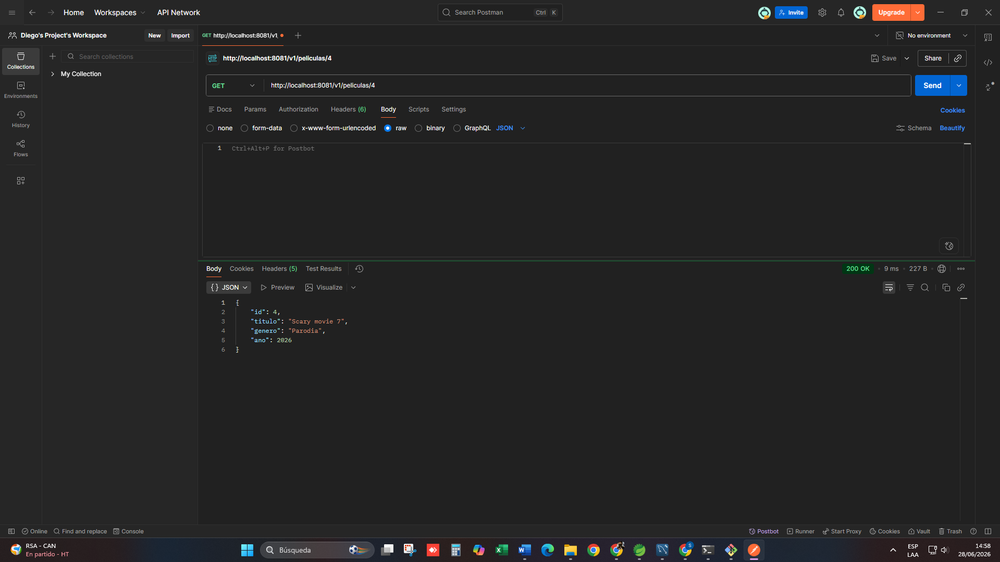 Home
Workspaces
API Network
Search Postman
Ctrl K
Invite
Upgrade
Diego's Project's Workspace
New
Import
GET http://localhost:8081/v1,
No environment
Collections
Environments
History
Flows
Search collections
My Collection
HTTP http://localhost:8081/v1/peliculas/4
Save
Share
GET
http://localhost:8081/v1/peliculas/4
Send
Docs
Params
Authorization
Headers (6)
Body
Scripts
Settings
Cookies
none
form-data
x-www-form-urlencoded
raw
binary
GraphQL
JSON
Schema
Beautify
1 Ctrl+Alt+P for Postbot
Body
Cookies
Headers (5)
Test Results
200 OK
9 ms
227 B
{} JSON
Preview
Visualize
1 {
2 "id": 4,
3 "titulo": "Scary movie 7",
4 "genero": "Parodia",
5 "ano": 2026
6 }
Online
Find and replace
Console
Postbot
Runner
Start Proxy
Cookies
Vault
Trash
RSA - CAN
En partido - HT
Búsqueda
S
ESP
LAA
14:58
28/06/2026